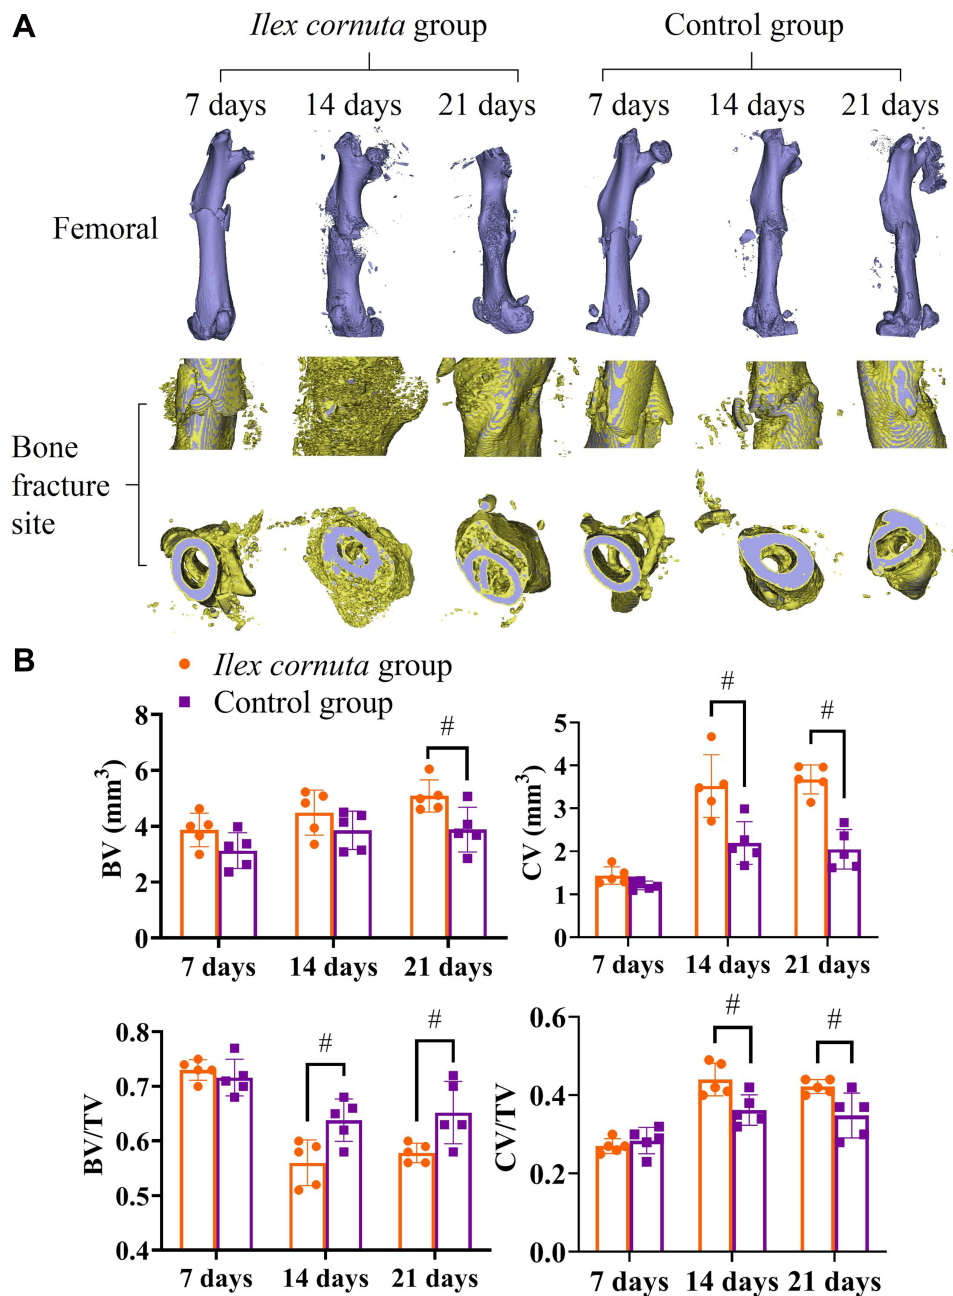 A
Ilex cornuta group
Control group
7 days
14 days
21 days
7 days
14 days
21 days
Femoral
Bone
fracture
site
B
Ilex cornuta group
Control group
BV (mm³)
8
6
4
2
0
#
7 days
14 days
21 days
CV (mm³)
5
4
3
2
1
0
#
#
7 days
14 days
21 days
BV/TV
0.8
0.7
0.6
0.5
0.4
#
#
7 days
14 days
21 days
CV/TV
0.6
0.4
0.2
0.0
#
#
7 days
14 days
21 days